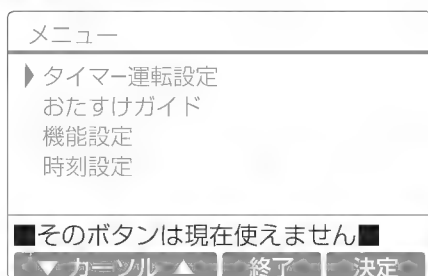 メニュー
▶タイマー運転設定
おたすけガイド
機能設定
時刻設定
■そのボタンは現在使えません■
▼ カーソル ▲ 終了 決定